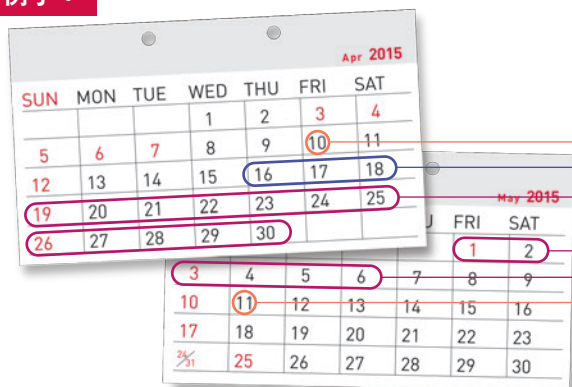 例子：
Apr 2015
SUN MON TUE WED THU FRI SAT
1 2 3 4
5 6 7 8 9 10 11
12 13 14 15 16 17 18
19 20 21 22 23 24 25
26 27 28 29 30
May 2015
FRI SAT
1 2
3 4 5 6 7 8 9
10 11 12 13 14 15 16
17 18 19 20 21 22 23
24/31 25 26 27 28 29 30